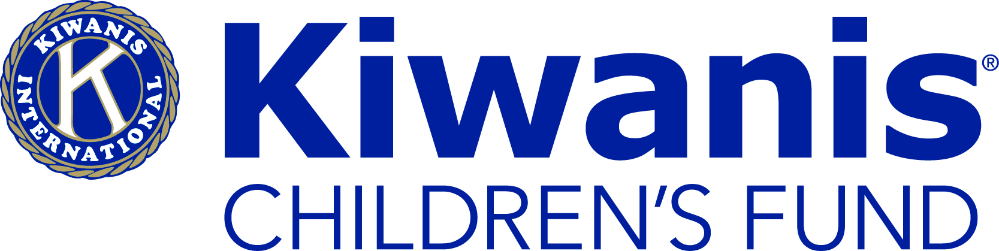 KIWANIS
K
INTERNATIONAL
Kiwanis®
CHILDREN'S FUND